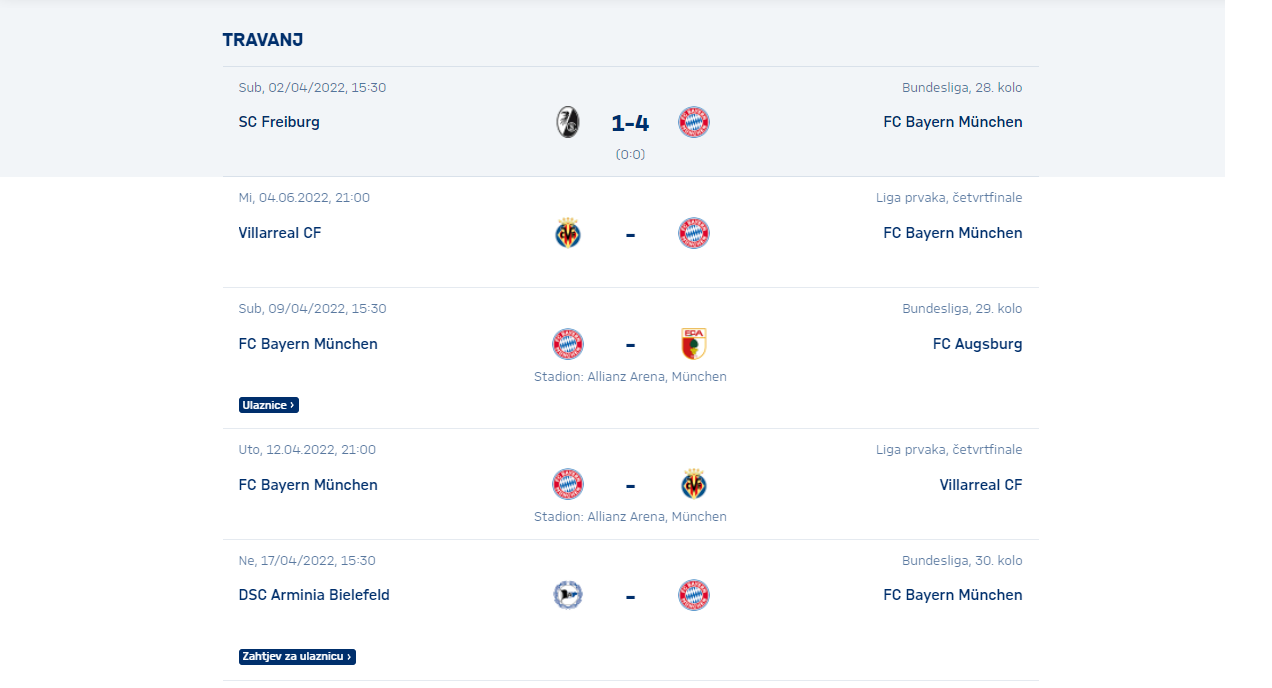 TRAVANJ
Sub, 02/04/2022, 15:30 Bundesliga, 28. kolo
SC Freiburg 1-4 FC Bayern München
(0:0)
Mi, 04.06.2022, 21:00 Liga prvaka, četvrtfinale
Villarreal CF - FC Bayern München
Sub, 09/04/2022, 15:30 Bundesliga, 29. kolo
FC Bayern München - FC Augsburg
Stadion: Allianz Arena, München
Ulaznice ›
Uto, 12.04.2022, 21:00 Liga prvaka, četvrtfinale
FC Bayern München - Villarreal CF
Stadion: Allianz Arena, München
Ne, 17/04/2022, 15:30 Bundesliga, 30. kolo
DSC Arminia Bielefeld - FC Bayern München
Zahtjev za ulaznicu ›